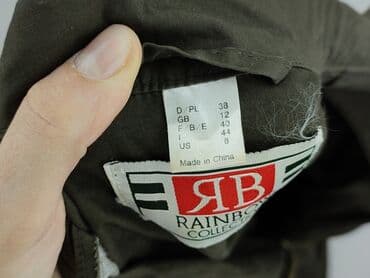 D/PL 38
GB 12
F/B/E 40
I 44
US 8
Made in China
RB
RAINBOW
COLLEC